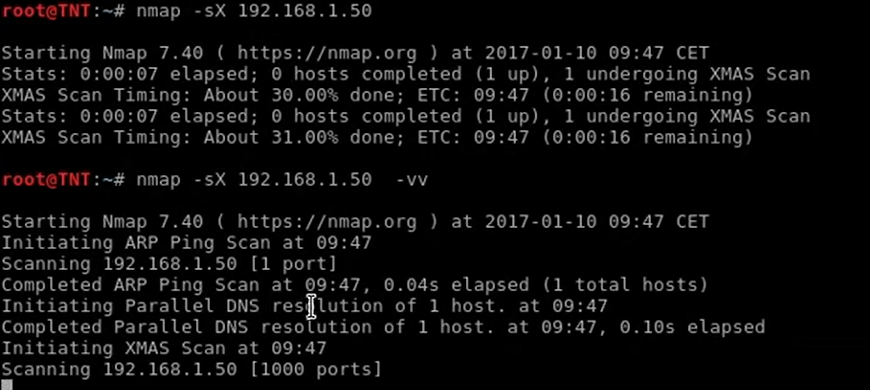 root@TNT:~# nmap -sX 192.168.1.50
Starting Nmap 7.40 ( https://nmap.org ) at 2017-01-10 09:47 CET
Stats: 0:00:07 elapsed; 0 hosts completed (1 up), 1 undergoing XMAS Scan
XMAS Scan Timing: About 30.00% done; ETC: 09:47 (0:00:16 remaining)
Stats: 0:00:07 elapsed; 0 hosts completed (1 up), 1 undergoing XMAS Scan
XMAS Scan Timing: About 31.00% done; ETC: 09:47 (0:00:16 remaining)
root@TNT:~# nmap -sX 192.168.1.50  -vv
Starting Nmap 7.40 ( https://nmap.org ) at 2017-01-10 09:47 CET
Initiating ARP Ping Scan at 09:47
Scanning 192.168.1.50 [1 port]
Completed ARP Ping Scan at 09:47, 0.04s elapsed (1 total hosts)
Initiating Parallel DNS resolution of 1 host. at 09:47
Completed Parallel DNS resolution of 1 host. at 09:47, 0.10s elapsed
Initiating XMAS Scan at 09:47
Scanning 192.168.1.50 [1000 ports]